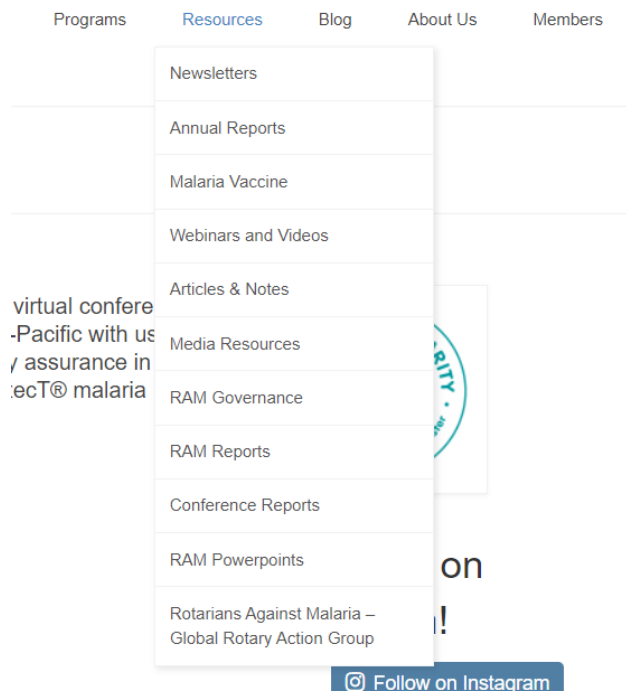 Programs Resources Blog About Us Members
Newsletters
Annual Reports
Malaria Vaccine
Webinars and Videos
Articles & Notes
Media Resources
RAM Governance
RAM Reports
Conference Reports
RAM Powerpoints
Rotarians Against Malaria –
Global Rotary Action Group
virtual confere
-Pacific with us
y assurance in
tecT® malaria
on
!
Follow on Instagram